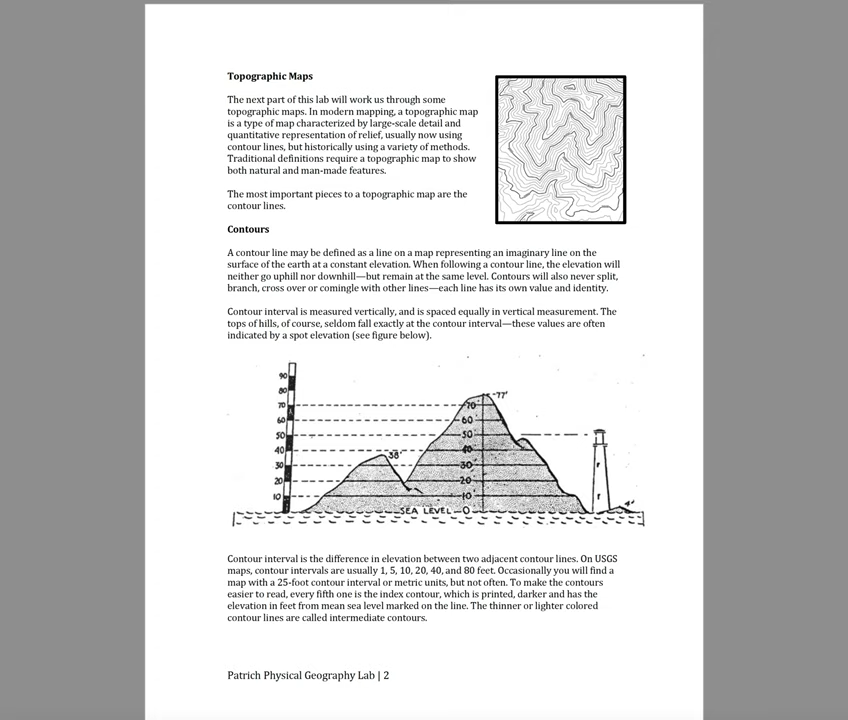 Topographic Maps
The next part of this lab will work us through some
topographic maps. In modern mapping, a topographic map
is a type of map characterized by large-scale detail and
quantitative representation of relief, usually now using
contour lines, but historically using a variety of methods.
Traditional definitions require a topographic map to show
both natural and man-made features.
The most important pieces to a topographic map are the
contour lines.
Contours
A contour line may be defined as a line on a map representing an imaginary line on the
surface of the earth at a constant elevation. When following a contour line, the elevation will
neither go uphill nor downhill—but remain at the same level. Contours will also never split,
branch, cross over or comingle with other lines—each line has its own value and identity.
Contour interval is measured vertically, and is spaced equally in vertical measurement. The
tops of hills, of course, seldom fall exactly at the contour interval—these values are often
indicated by a spot elevation (see figure below).
90
80
70
60
50
40
30
20
10
38'
77'
70
60
50
40
30
20
10
SEA LEVEL 0
4'
Contour interval is the difference in elevation between two adjacent contour lines. On USGS
maps, contour intervals are usually 1, 5, 10, 20, 40, and 80 feet. Occasionally you will find a
map with a 25-foot contour interval or metric units, but not often. To make the contours
easier to read, every fifth one is the index contour, which is printed, darker and has the
elevation in feet from mean sea level marked on the line. The thinner or lighter colored
contour lines are called intermediate contours.
Patrich Physical Geography Lab | 2